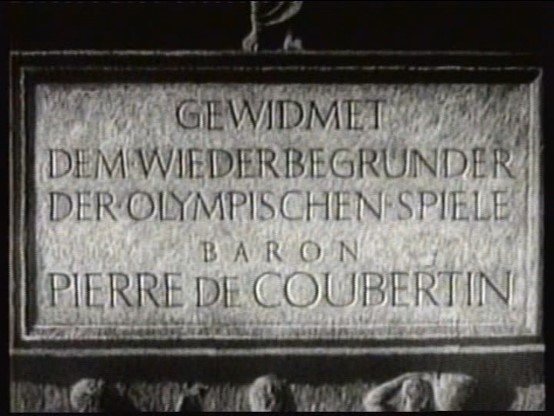 GEWIDMET
DEM·WIEDERBEGRUNDER
DER·OLYMPISCHEN·SPIELE
BARON
PIERRE DE COUBERTIN